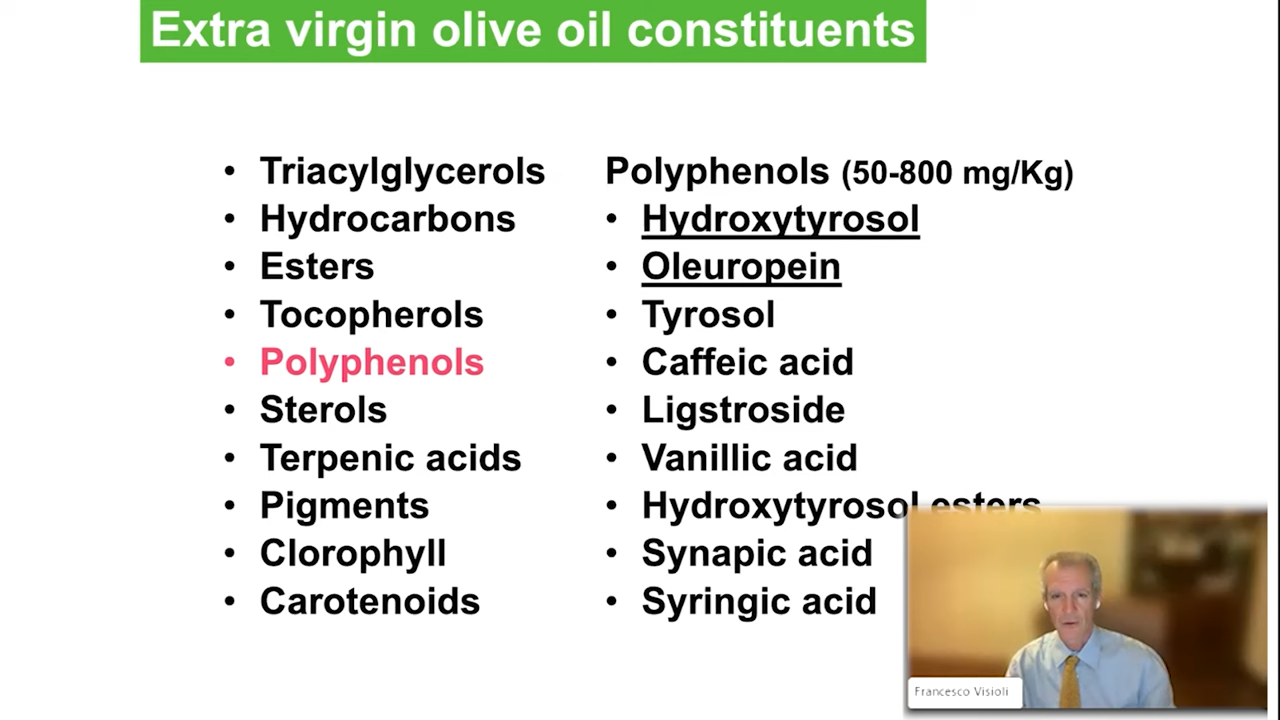 Extra virgin olive oil constituents
• Triacylglycerols
• Hydrocarbons
• Esters
• Tocopherols
• Polyphenols
• Sterols
• Terpenic acids
• Pigments
• Clorophyll
• Carotenoids
Polyphenols (50-800 mg/Kg)
• Hydroxytyrosol
• Oleuropein
• Tyrosol
• Caffeic acid
• Ligstroside
• Vanillic acid
• Hydroxytyrosol esters
• Synapic acid
• Syringic acid
Francesco Visioli